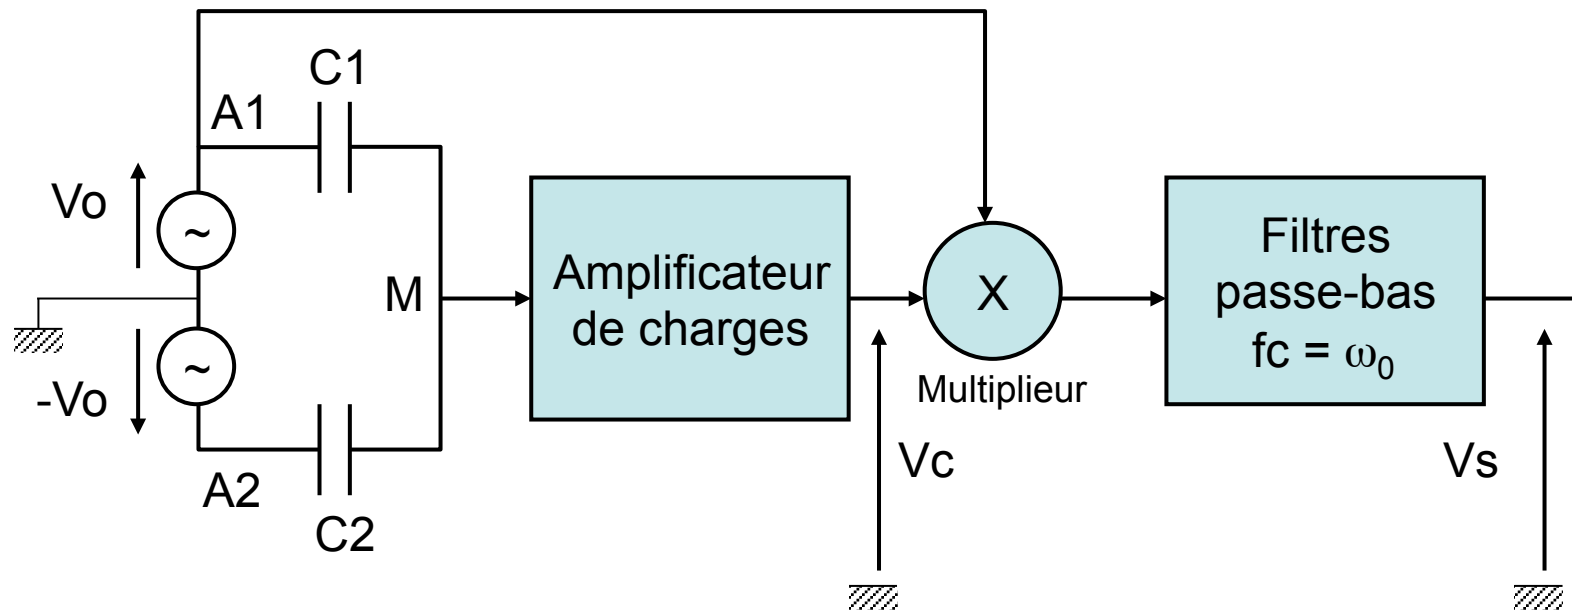 C1
A1
Vo
~
M
~
-Vo
A2
C2
Amplificateur
de charges
X
Multiplieur
Vc
Filtres
passe-bas
fc = ω₀
Vs